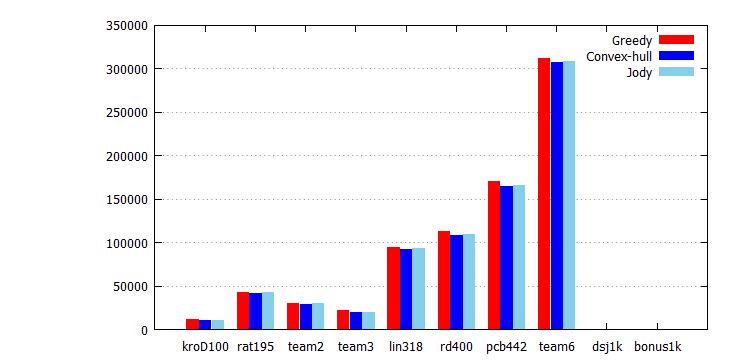 350000
300000
250000
200000
150000
100000
50000
0
Greedy
Convex-hull
Jody
kroD100 rat195 team2 team3 lin318 rd400 pcb442 team6 dsj1k bonus1k